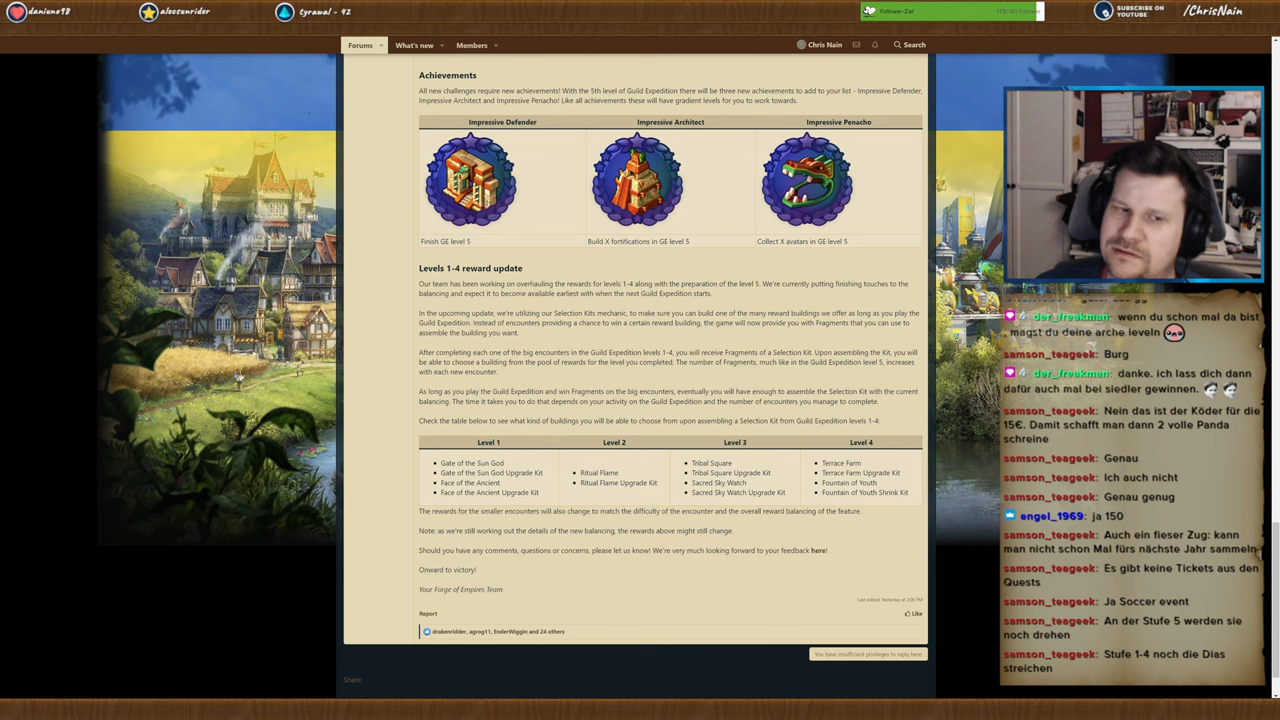 daniuno98
aleesunrider
tyrawal - 42
Follower-Ziel
172/180 Follower
SUBSCRIBE ON
YOUTUBE
/ChrisNain
Forums
What's new
Members
Chris Nain
Search
Achievements
All new challenges require new achievements! With the 5th level of Guild Expedition there will be three new achievements to add to your list - Impressive Defender,
Impressive Architect and Impressive Penacho! Like all achievements these will have gradient levels for you to work towards.
Impressive Defender
Impressive Architect
Impressive Penacho
Finish GE level 5
Build X fortifications in GE level 5
Collect X avatars in GE level 5
Levels 1-4 reward update
Our team has been working on overhauling the rewards for levels 1-4 along with the preparation of the level 5. We're currently putting finishing touches to the
balancing and expect it to become available earliest with when the next Guild Expedition starts.
In the upcoming update, we're utilizing our Selection Kits mechanic, to make sure you can build one of the many reward buildings we offer as long as you play the
Guild Expedition. Instead of encounters providing a chance to win a certain reward building, the game will now provide you with Fragments that you can use to
assemble the building you want.
After completing each one of the big encounters in the Guild Expedition levels 1-4, you will receive Fragments of a Selection Kit. Upon assembling the Kit, you will
be able to choose a building from the pool of rewards for the level you completed. The number of Fragments, much like in the Guild Expedition level 5, increases
with each new encounter.
As long as you play the Guild Expedition and win Fragments on the big encounters, eventually you will have enough to assemble the Selection Kit with the current
balancing. The time it takes you to do that depends on your activity on the Guild Expedition and the number of encounters you manage to complete.
Check the table below to see what kind of buildings you will be able to choose from upon assembling a Selection Kit from Guild Expedition levels 1-4:
Level 1
Level 2
Level 3
Level 4
• Gate of the Sun God
• Gate of the Sun God Upgrade Kit
• Face of the Ancient
• Face of the Ancient Upgrade Kit
• Ritual Flame
• Ritual Flame Upgrade Kit
• Tribal Square
• Tribal Square Upgrade Kit
• Sacred Sky Watch
• Sacred Sky Watch Upgrade Kit
• Terrace Farm
• Terrace Farm Upgrade Kit
• Fountain of Youth
• Fountain of Youth Shrink Kit
The rewards for the smaller encounters will also change to match the difficulty of the encounter and the overall reward balancing of the feature.
Note: as we're still working out the details of the new balancing, the rewards above might still change.
Should you have any comments, questions or concerns, please let us know! We're very much looking forward to your feedback here!
Onward to victory!
Your Forge of Empires Team
Last edited: Yesterday at 3:06 PM
Report
Like
drakenridder, agrog11, EnderWiggin and 24 others
You have insufficient privileges to reply here.
Share:
der_freakmun: wenn du schon mal da bist
, magst du deine arche leveln
samson_teageek: Burg
der_freakmun: danke. ich lass dich dann
dafür auch mal bei siedler gewinnen.
samson_teageek: Nein das ist der Köder für die
15€. Damit schafft man dann 2 volle Panda
schreine
samson_teageek: Genau
samson_teageek: Ich auch nicht
samson_teageek: Genau genug
engel_1969: ja 150
samson_teageek: Auch ein fieser Zug: kann
man nicht schon Mal fürs nächste Jahr sammeln
samson_teageek: Es gibt keine Tickets aus den
Quests
samson_teageek: Ja Soccer event
samson_teageek: An der Stufe 5 werden sie
noch drehen
samson_teageek: Stufe 1-4 noch die Dias
streichen